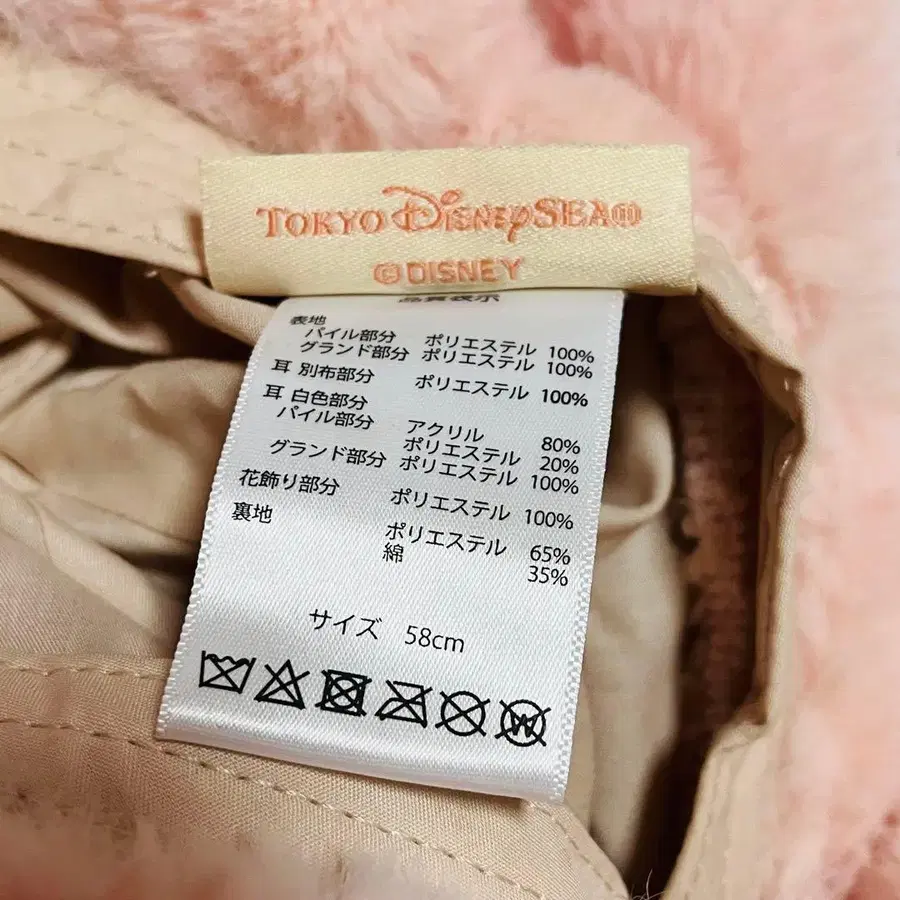 TOKYO DISNEYSEA
© DISNEY
品質表示
表地
パイル部分 ポリエステル 100%
グランド部分 ポリエステル 100%
耳 別布部分 ポリエステル 100%
耳 白色部分
パイル部分 アクリル 80%
ポリエステル 20%
グランド部分 ポリエステル 100%
花飾り部分 ポリエステル 100%
裏地 ポリエステル 65%
綿 35%
サイズ 58cm
W